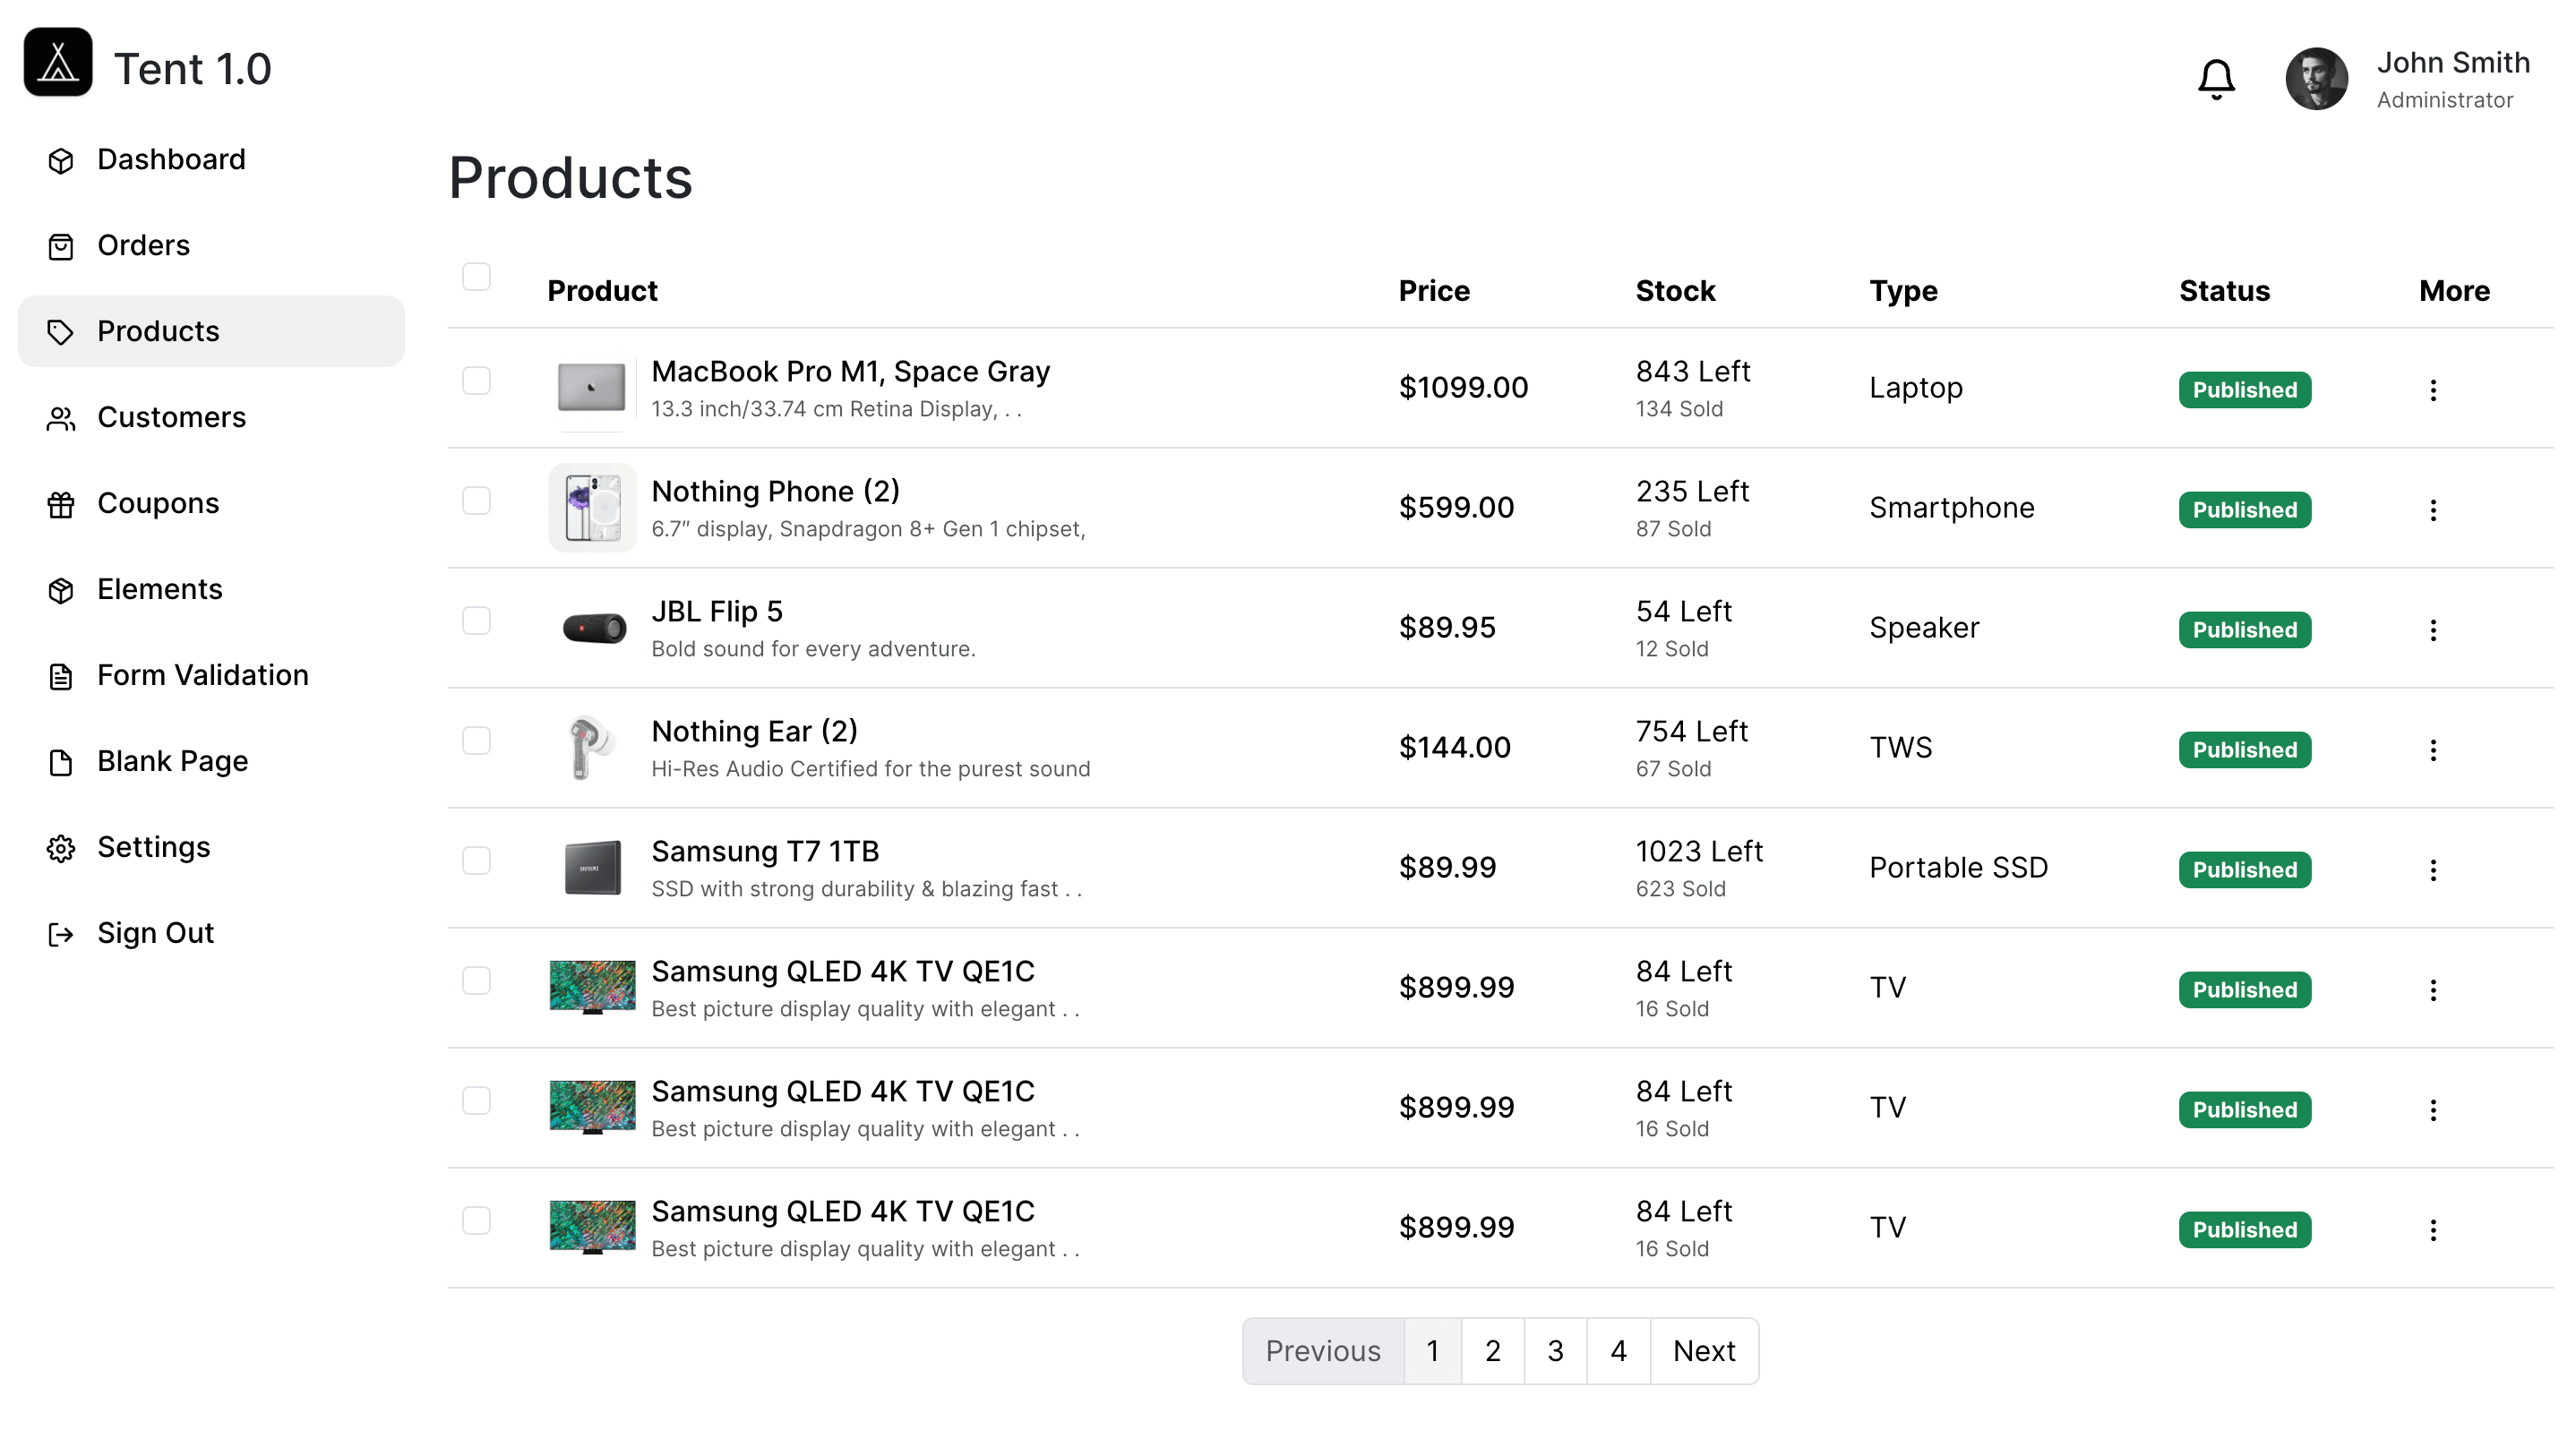 Tent 1.0
John Smith
Administrator
Dashboard
Orders
Products
Customers
Coupons
Elements
Form Validation
Blank Page
Settings
Sign Out
Products
Product Price Stock Type Status More
MacBook Pro M1, Space Gray
13.3 inch/33.74 cm Retina Display, . .
$1099.00
843 Left
134 Sold
Laptop
Published
Nothing Phone (2)
6.7″ display, Snapdragon 8+ Gen 1 chipset,
$599.00
235 Left
87 Sold
Smartphone
Published
JBL Flip 5
Bold sound for every adventure.
$89.95
54 Left
12 Sold
Speaker
Published
Nothing Ear (2)
Hi-Res Audio Certified for the purest sound
$144.00
754 Left
67 Sold
TWS
Published
Samsung T7 1TB
SSD with strong durability & blazing fast . .
$89.99
1023 Left
623 Sold
Portable SSD
Published
Samsung QLED 4K TV QE1C
Best picture display quality with elegant . .
$899.99
84 Left
16 Sold
TV
Published
Samsung QLED 4K TV QE1C
Best picture display quality with elegant . .
$899.99
84 Left
16 Sold
TV
Published
Samsung QLED 4K TV QE1C
Best picture display quality with elegant . .
$899.99
84 Left
16 Sold
TV
Published
Previous 1 2 3 4 Next